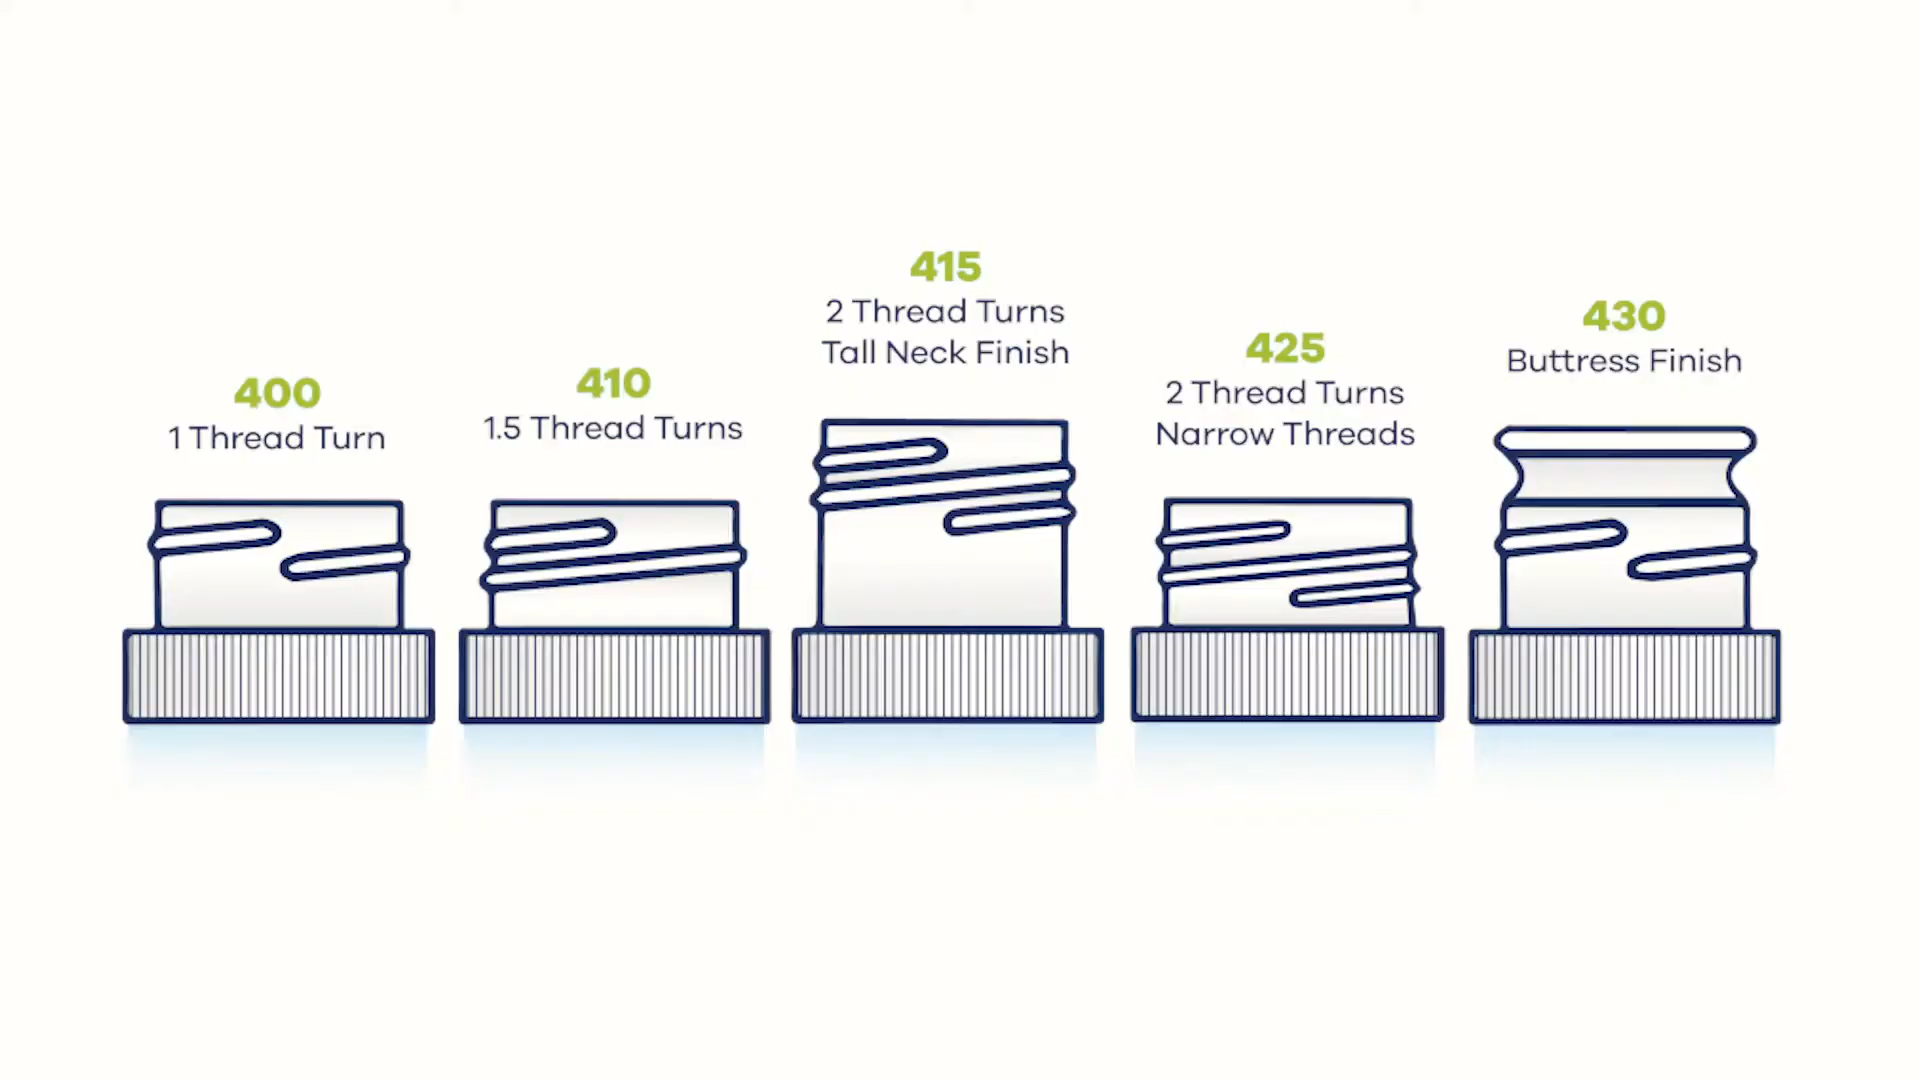 400
1 Thread Turn
410
1.5 Thread Turns
415
2 Thread Turns
Tall Neck Finish
425
2 Thread Turns
Narrow Threads
430
Buttress Finish